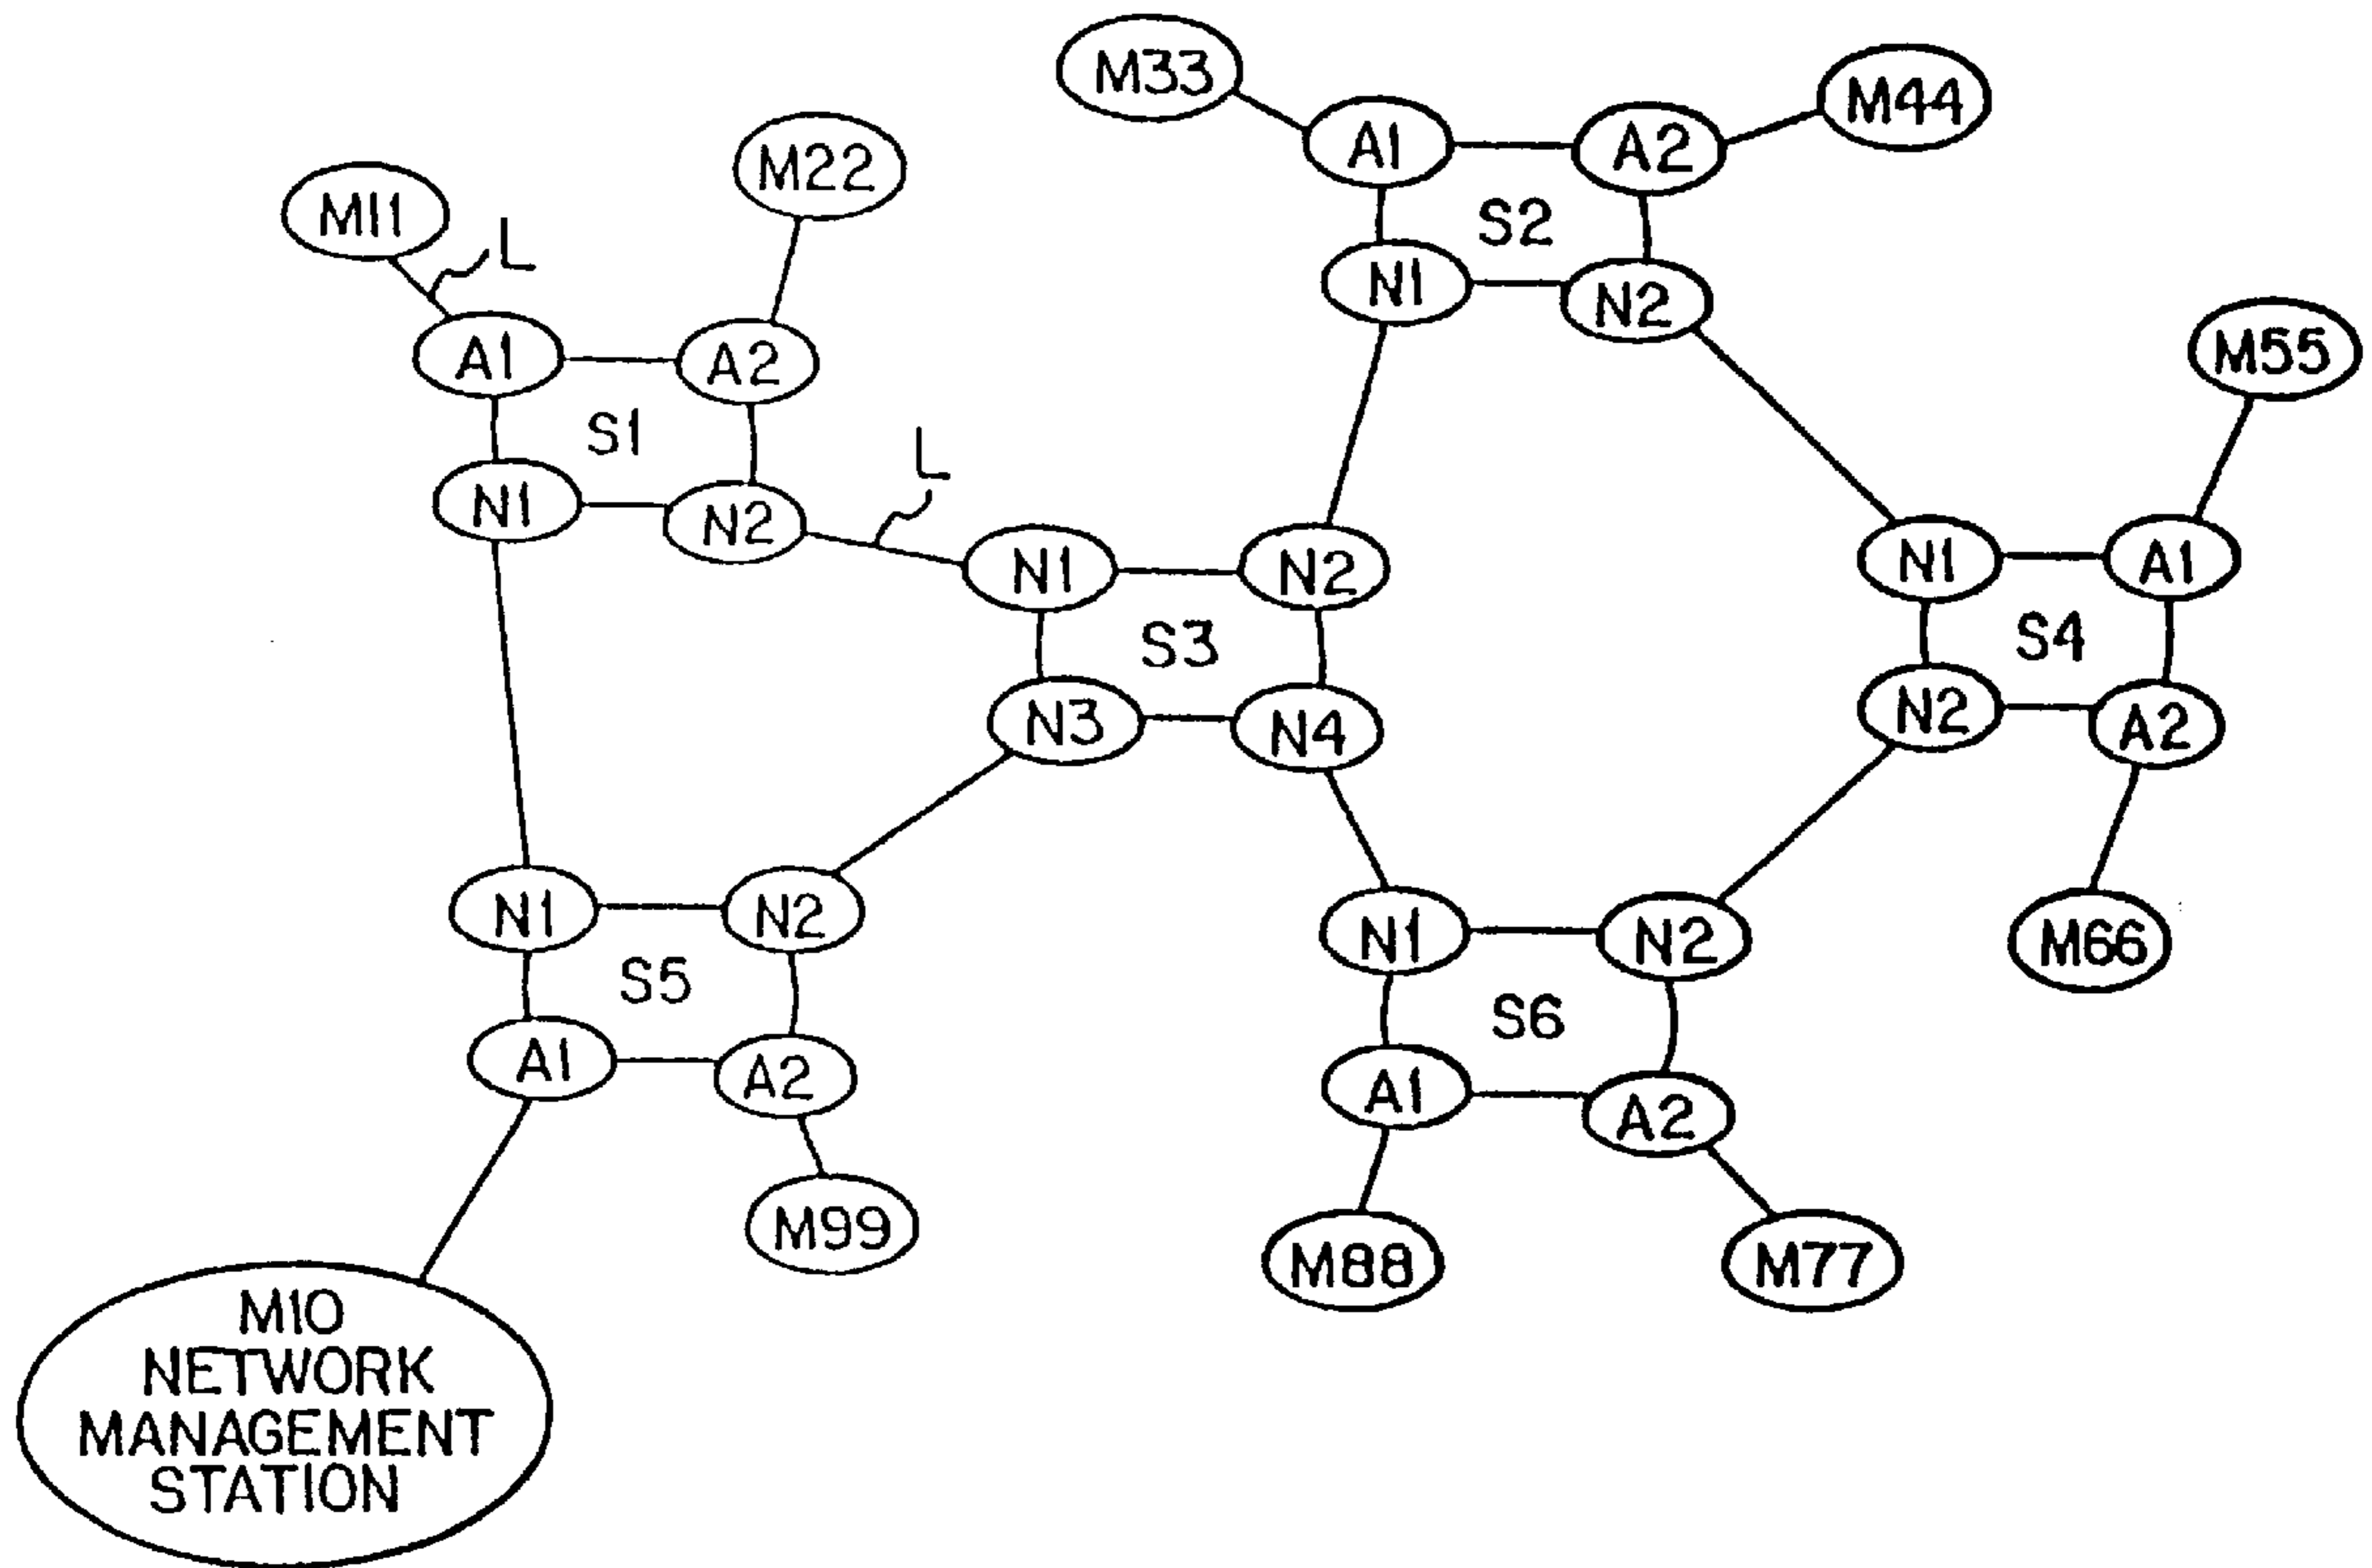 M33
M44
A1
A2
M22
M11
L
S2
N1
N2
M55
A1
A2
S1
L
N1
N2
N1
N2
N1
A1
S3
S4
N3
N4
N2
A2
N1
N2
N1
N2
M66
S5
S6
A1
A2
A1
A2
M99
M88
M77
M10
NETWORK
MANAGEMENT
STATION